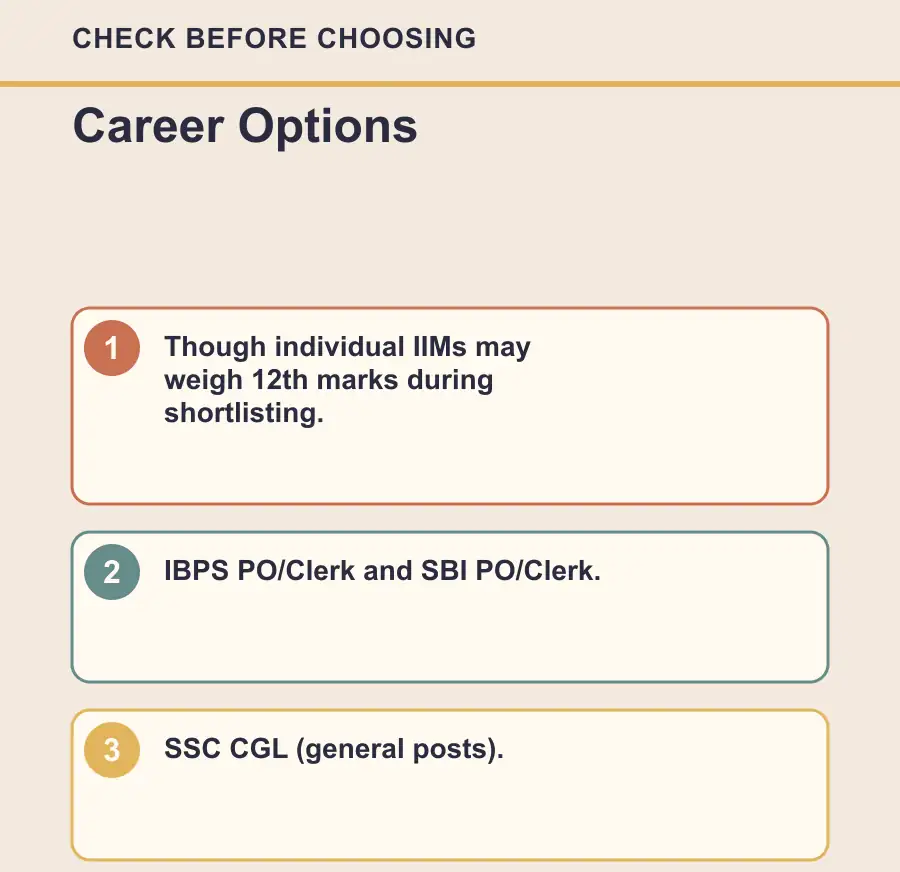 CHECK BEFORE CHOOSING
Career Options
1
Though individual IIMs may
weigh 12th marks during
shortlisting.
2
IBPS PO/Clerk and SBI PO/Clerk.
3
SSC CGL (general posts).